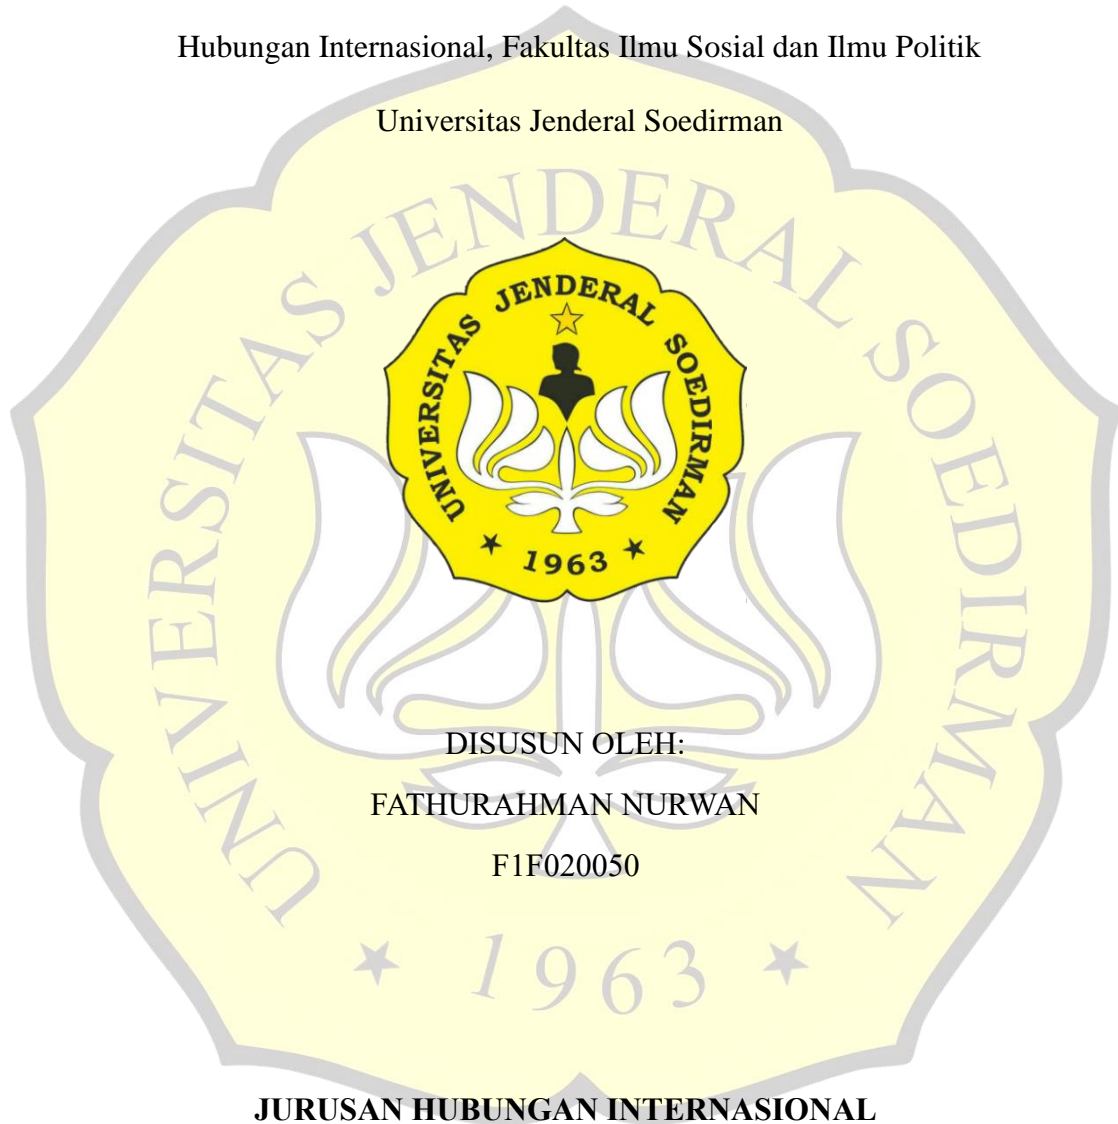 Hubungan Internasional, Fakultas Ilmu Sosial dan Ilmu Politik
Universitas Jenderal Soedirman
UNIVERSITAS JENDERAL SOEDIRMAN
1963
UNIVERSITAS JENDERAL SOEDIRMAN
1963
DISUSUN OLEH:
FATHURAHMAN NURWAN
F1F020050
JURUSAN HUBUNGAN INTERNASIONAL